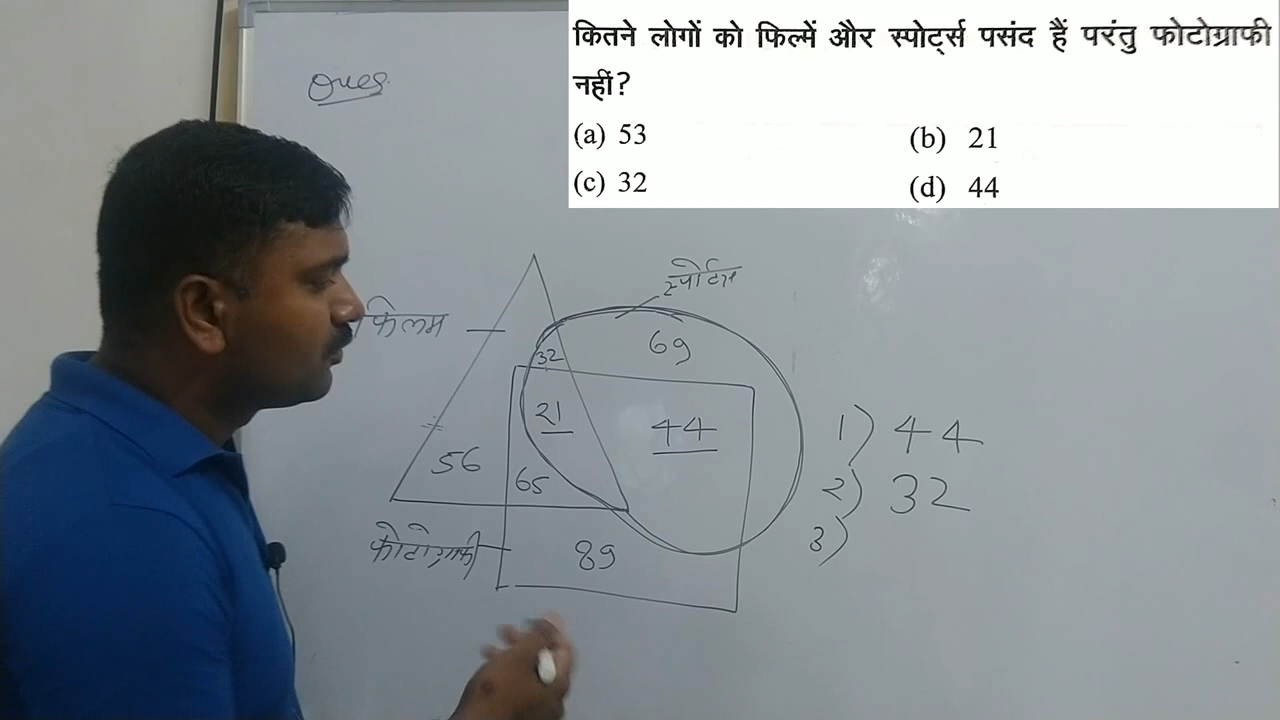 कितने लोगों को फिल्में और स्पोर्ट्स पसंद हैं परंतु फोटोग्राफी
नहीं?
(a) 53 (b) 21
(c) 32 (d) 44
Ques.
स्पोर्टस
फिल्म
32
69
21
44
56
65
फोटोग्राफी
89
1) 44
2) 32
3)